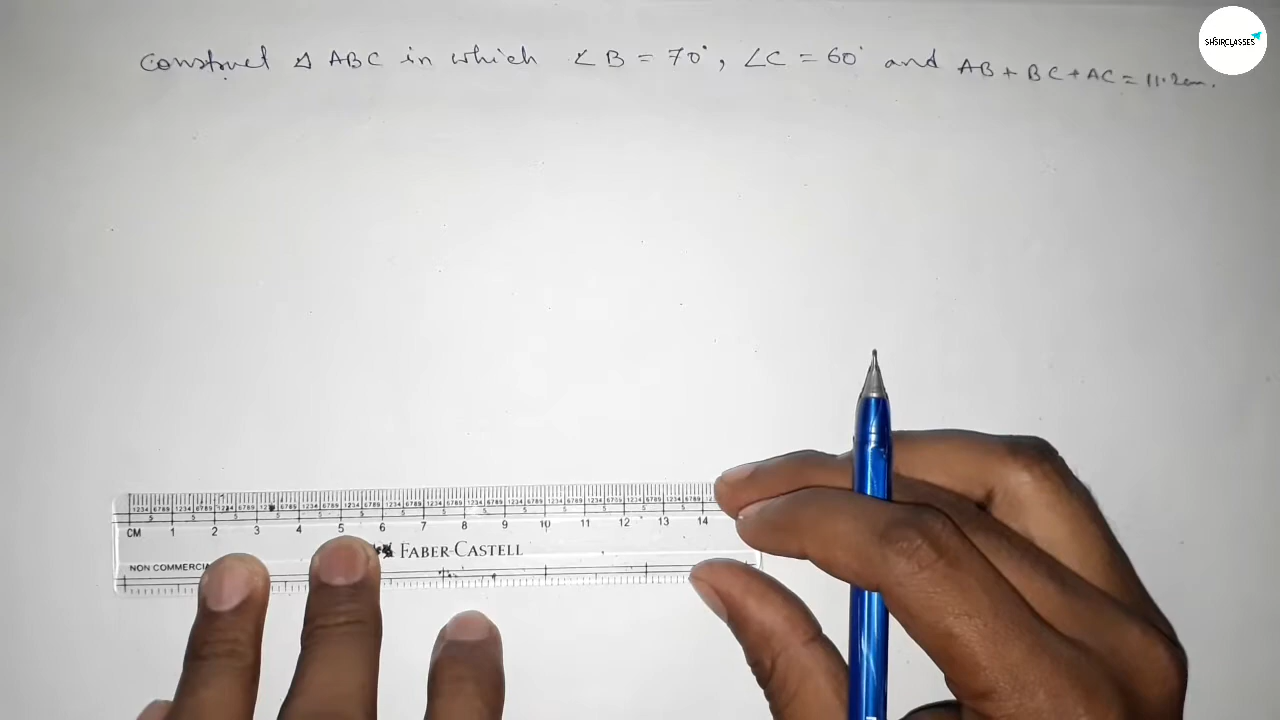 Construct △ ABC in which ∠B = 70°, ∠C = 60° and AB + BC + AC = 11.2cm.
SHSIRCLASSES
CM 1 2 3 4 5 6 7 8 9 10 11 12 13 14
FABER-CASTELL
NON COMMERCIA